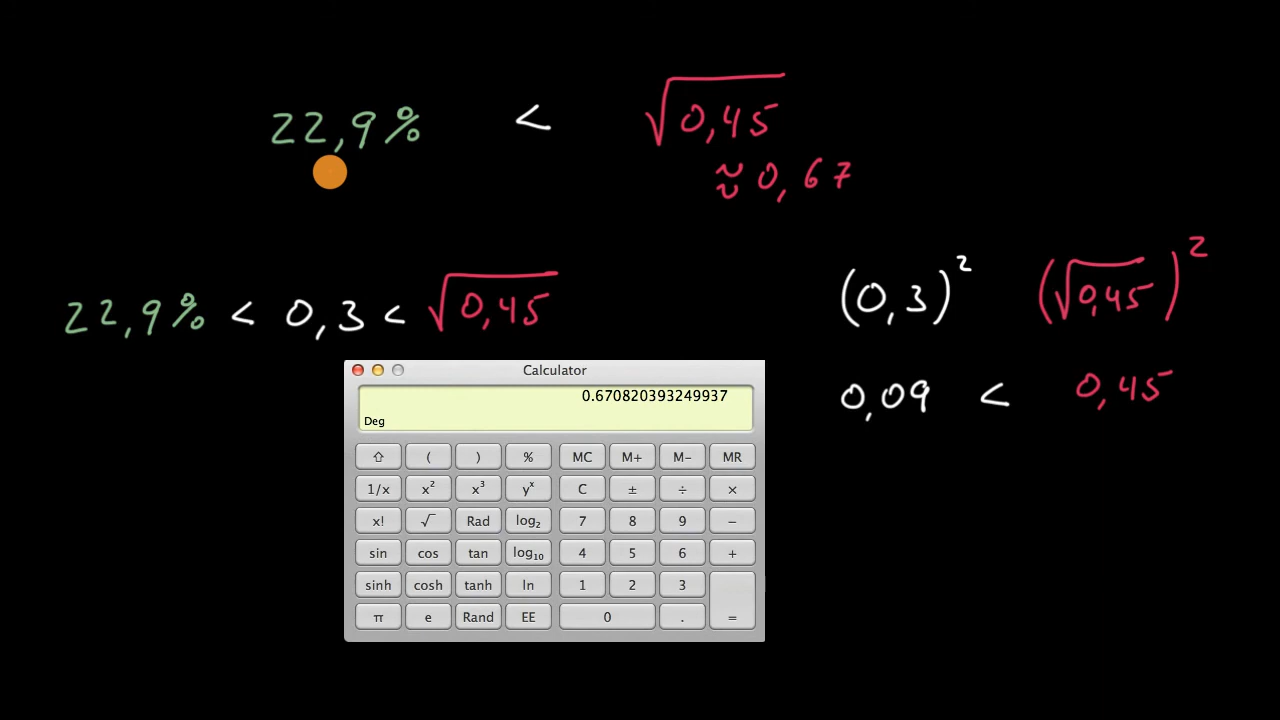 22,9% < √0,45
≈ 0,67
22,9% < 0,3 < √0,45
(0,3)² (√0,45)²
0,09 < 0,45
Calculator
0.670820393249937
Deg
⇧ ( ) % MC M+ M- MR
1/x x² x³ yˣ C ± ÷ ×
x! √ Rad log₂ 7 8 9 −
sin cos tan log₁₀ 4 5 6 +
sinh cosh tanh ln 1 2 3
π e Rand EE 0 . =